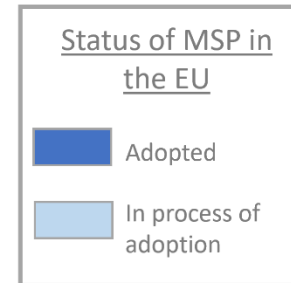 Status of MSP in
the EU
Adopted
In process of
adoption